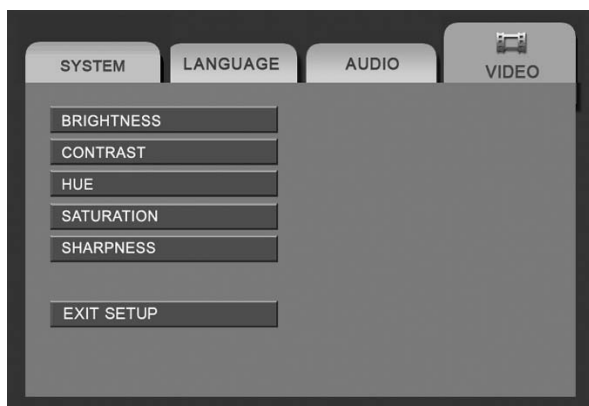 SYSTEM LANGUAGE AUDIO VIDEO
BRIGHTNESS
CONTRAST
HUE
SATURATION
SHARPNESS
EXIT SETUP